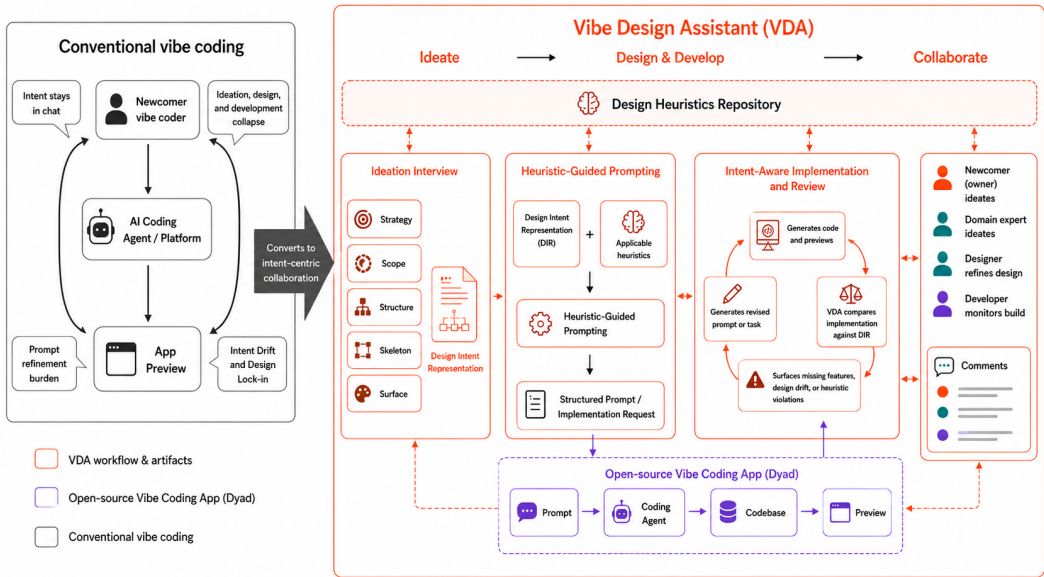 Conventional vibe coding
Intent stays
in chat
Newcomer
vibe coder
Ideation, design,
and development
collapse
AI Coding
Agent / Platform
Prompt
refinement
burden
App
Preview
Intent Drift
and Design
Lock-in
VDA workflow & artifacts
Open-source Vibe Coding App (Dyad)
Conventional vibe coding
Converts to
intent-centric
collaboration
Vibe Design Assistant (VDA)
Ideate
Design & Develop
Collaborate
Design Heuristics Repository
Ideation Interview
Strategy
Scope
Structure
Skeleton
Surface
Design Intent
Representation
Heuristic-Guided Prompting
Design Intent
Representation
(DIR)
+
Applicable
heuristics
Heuristic-Guided
Prompting
Structured Prompt /
Implementation Request
Intent-Aware Implementation
and Review
Generates code
and previews
Generates revised
prompt or task
VDA compares
implementation
against DIR
Surfaces missing features,
design drift, or heuristic
violations
Newcomer
(owner)
ideates
Domain expert
ideates
Designer
refines design
Developer
monitors build
Comments
Open-source Vibe Coding App (Dyad)
Prompt
Coding
Agent
Codebase
Preview